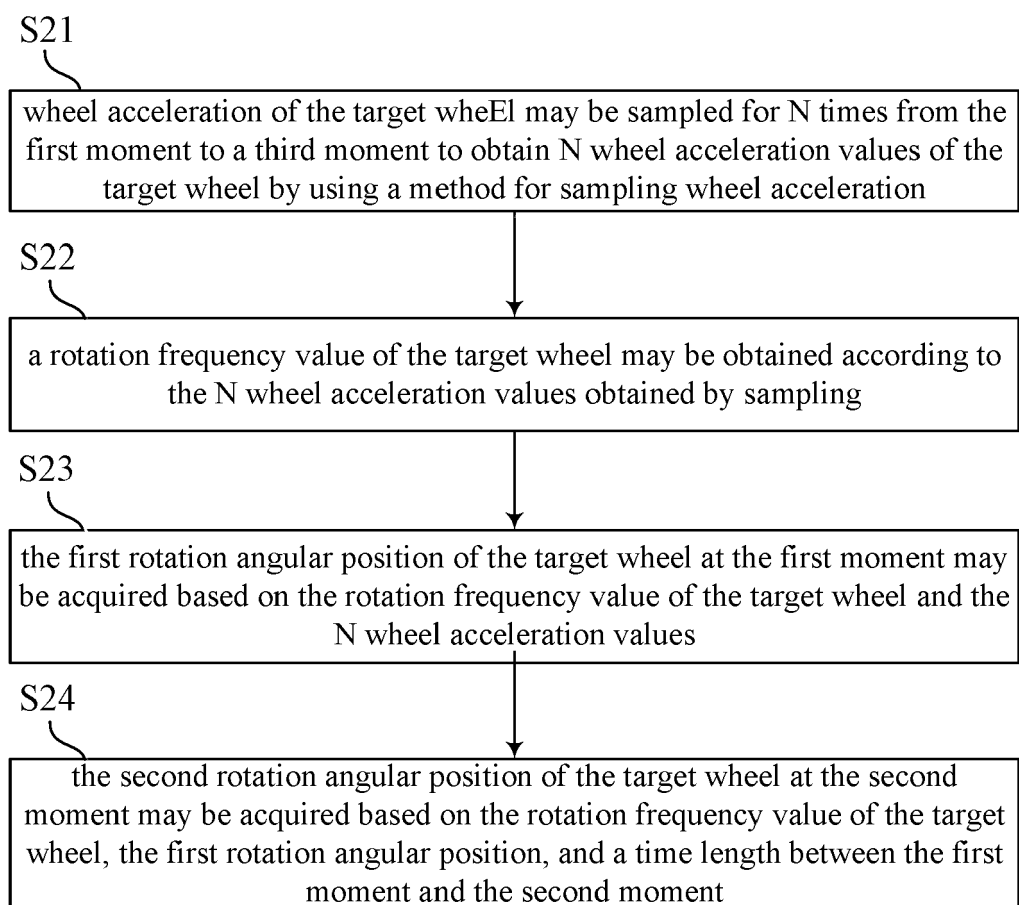 S21
wheel acceleration of the target wheEl may be sampled for N times from the
first moment to a third moment to obtain N wheel acceleration values of the
target wheel by using a method for sampling wheel acceleration
S22
a rotation frequency value of the target wheel may be obtained according to
the N wheel acceleration values obtained by sampling
S23
the first rotation angular position of the target wheel at the first moment may
be acquired based on the rotation frequency value of the target wheel and the
N wheel acceleration values
S24
the second rotation angular position of the target wheel at the second
moment may be acquired based on the rotation frequency value of the target
wheel, the first rotation angular position, and a time length between the first
moment and the second moment